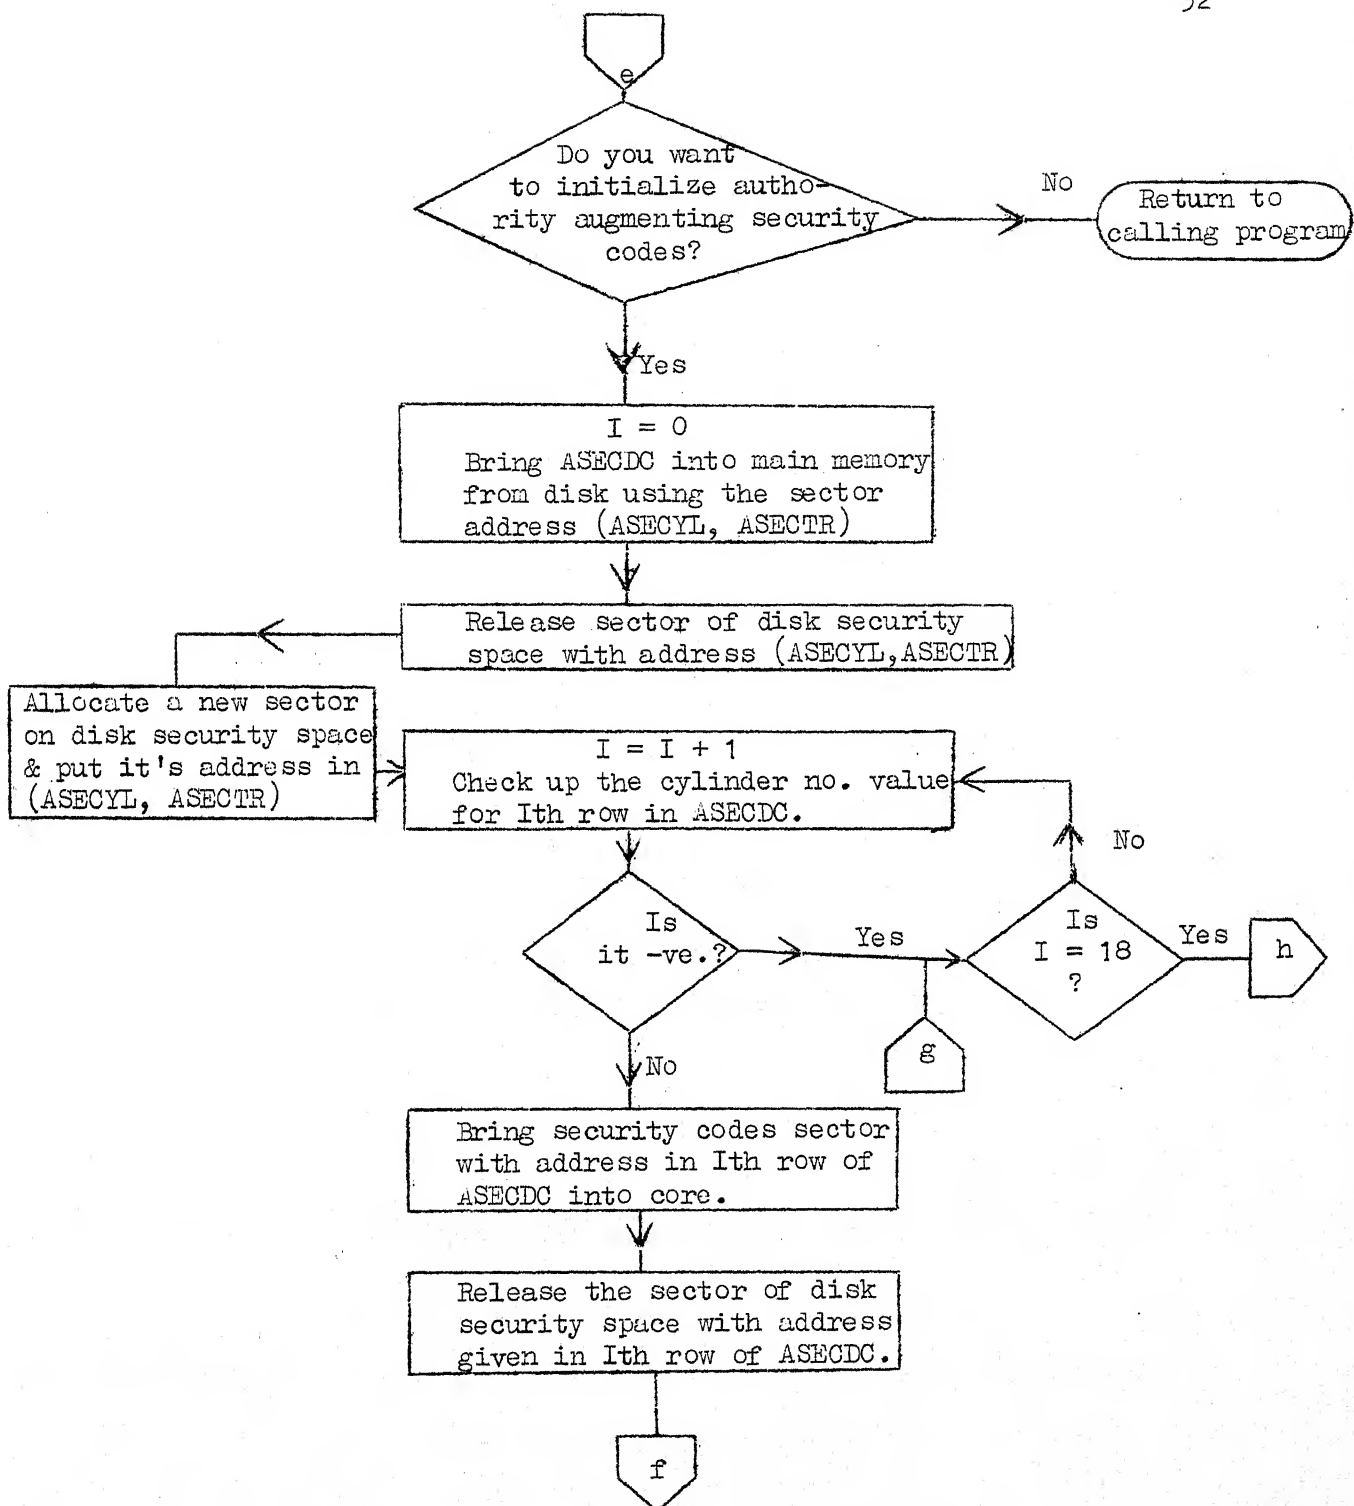 e
Do you want
to initialize autho-
rity augmenting security
codes?
No
Return to
calling program
Yes
I = 0
Bring ASECDC into main memory
from disk using the sector
address (ASECYL, ASECTR)
Release sector of disk security
space with address (ASECYL,ASECTR)
Allocate a new sector
on disk security space
& put it's address in
(ASECYL, ASECTR)
I = I + 1
Check up the cylinder no. value
for Ith row in ASECDC.
No
Is
it -ve.?
Yes
Is
I = 18
?
Yes
h
g
No
Bring security codes sector
with address in Ith row of
ASECDC into core.
Release the sector of disk
security space with address
given in Ith row of ASECDC.
f